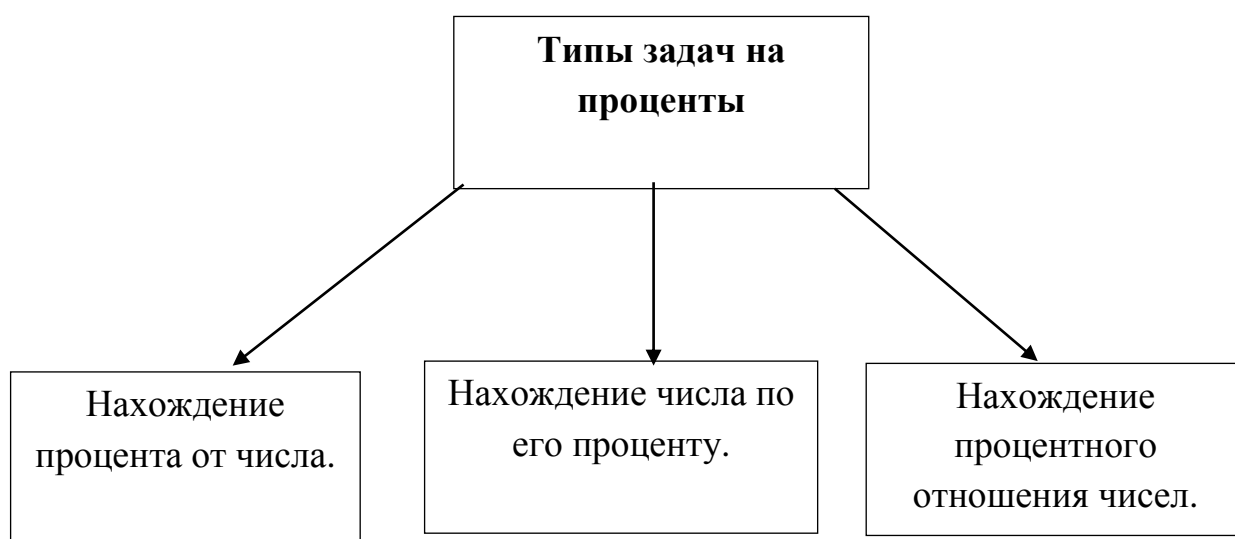 Типы задач на
проценты
Нахождение
процента от числа.
Нахождение числа по
его проценту.
Нахождение
процентного
отношения чисел.